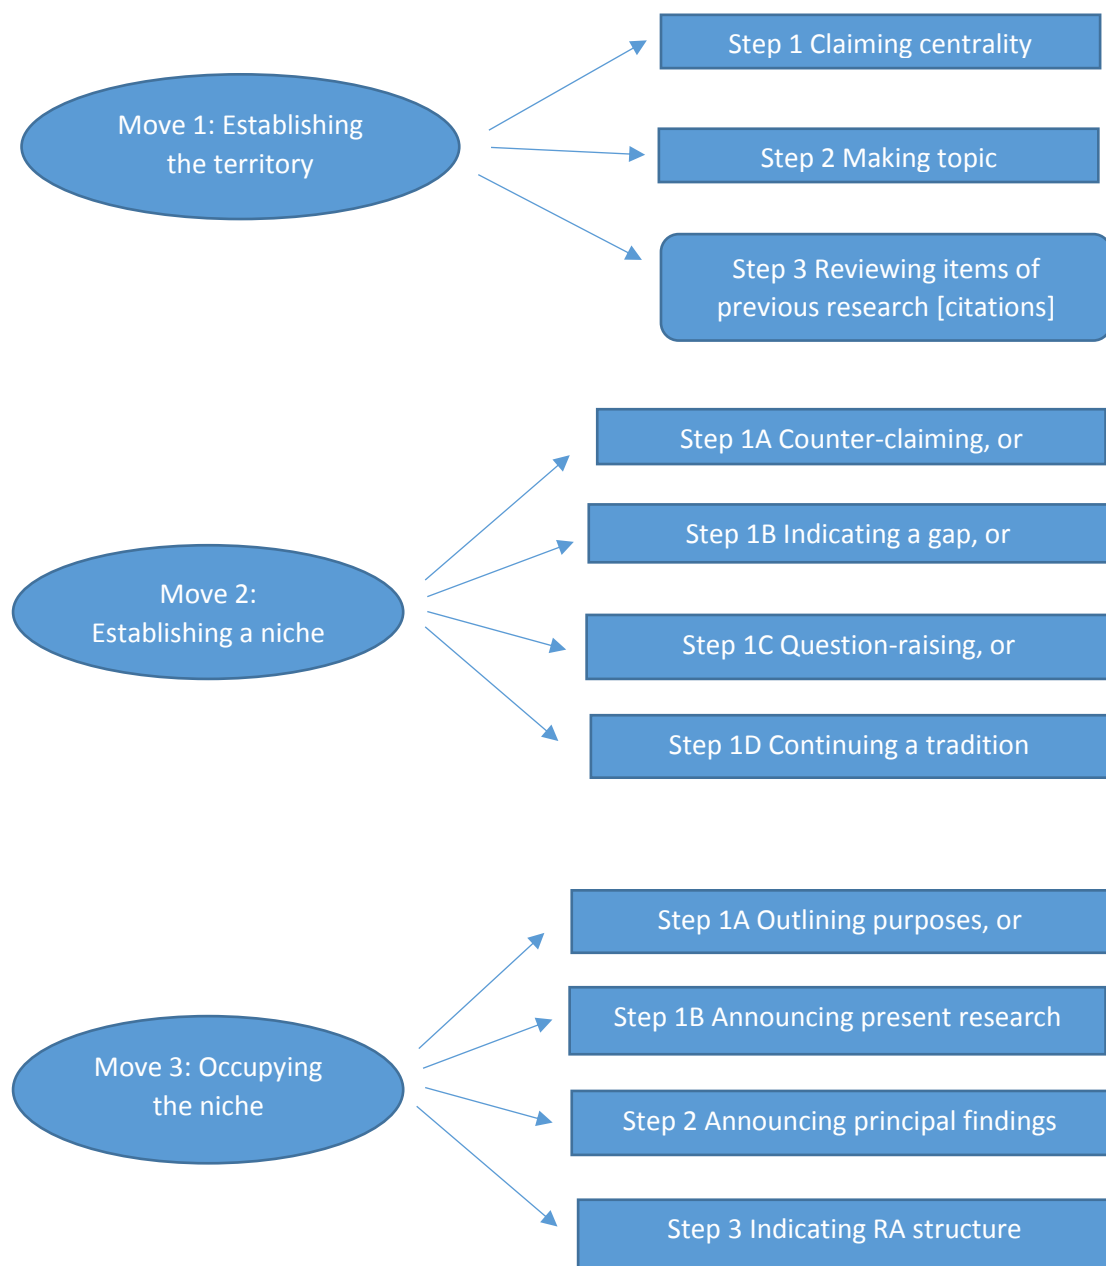 Move 1: Establishing
the territory
Step 1 Claiming centrality
Step 2 Making topic
Step 3 Reviewing items of
previous research [citations]
Move 2:
Establishing a niche
Step 1A Counter-claiming, or
Step 1B Indicating a gap, or
Step 1C Question-raising, or
Step 1D Continuing a tradition
Move 3: Occupying
the niche
Step 1A Outlining purposes, or
Step 1B Announcing present research
Step 2 Announcing principal findings
Step 3 Indicating RA structure